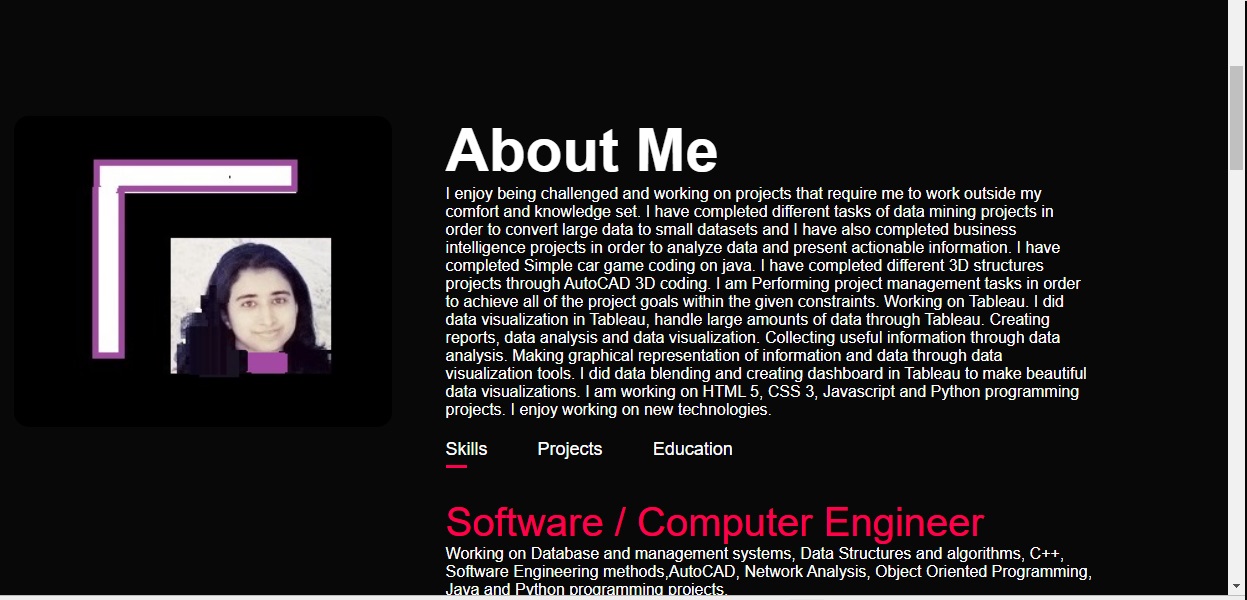 About Me
I enjoy being challenged and working on projects that require me to work outside my
comfort and knowledge set. I have completed different tasks of data mining projects in
order to convert large data to small datasets and I have also completed business
intelligence projects in order to analyze data and present actionable information. I have
completed Simple car game coding on java. I have completed different 3D structures
projects through AutoCAD 3D coding. I am Performing project management tasks in order
to achieve all of the project goals within the given constraints. Working on Tableau. I did
data visualization in Tableau, handle large amounts of data through Tableau. Creating
reports, data analysis and data visualization. Collecting useful information through data
analysis. Making graphical representation of information and data through data
visualization tools. I did data blending and creating dashboard in Tableau to make beautiful
data visualizations. I am working on HTML 5, CSS 3, Javascript and Python programming
projects. I enjoy working on new technologies.
Skills Projects Education
Software / Computer Engineer
Working on Database and management systems, Data Structures and algorithms, C++,
Software Engineering methods,AutoCAD, Network Analysis, Object Oriented Programming,
Java and Python programming projects.